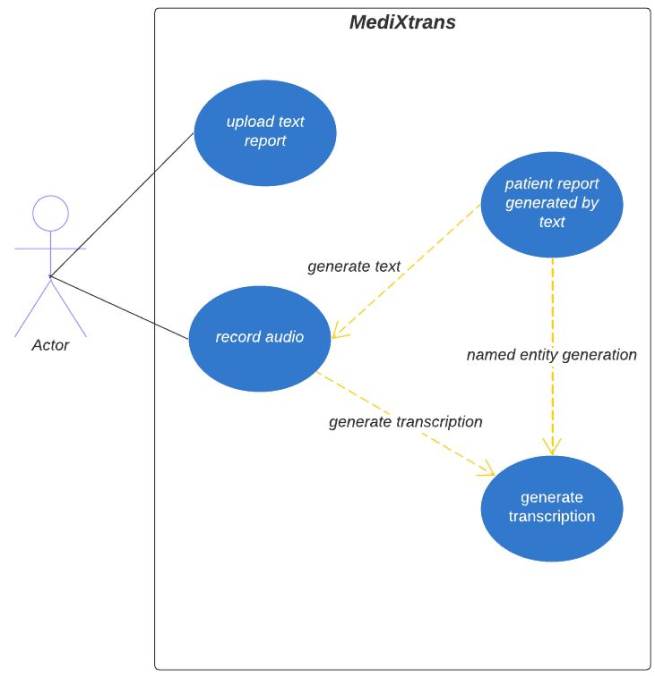 MediXtrans
upload text
report
patient report
generated by
text
generate text
record audio
Actor
named entity generation
generate transcription
generate
transcription